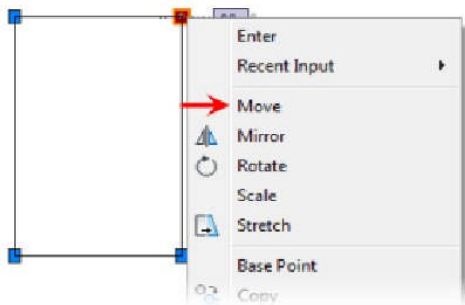 Enter
Recent Input
Move
Mirror
Rotate
Scale
Stretch
Base Point
Copy